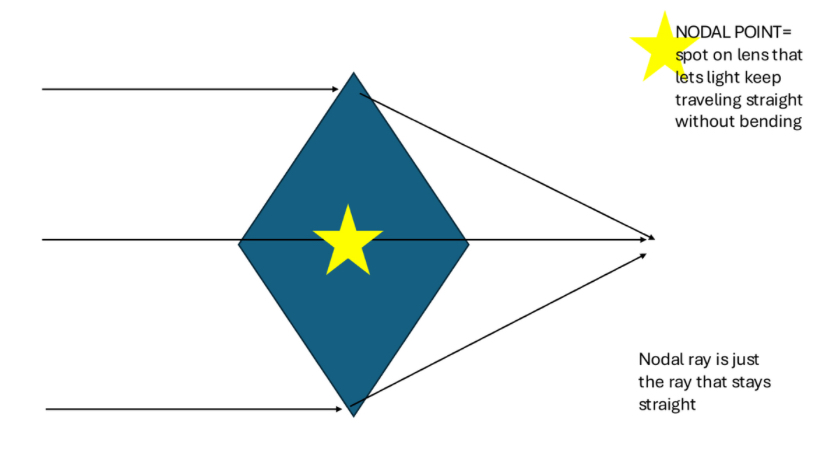 NODAL POINT=
spot on lens that
lets light keep
traveling straight
without bending
Nodal ray is just
the ray that stays
straight